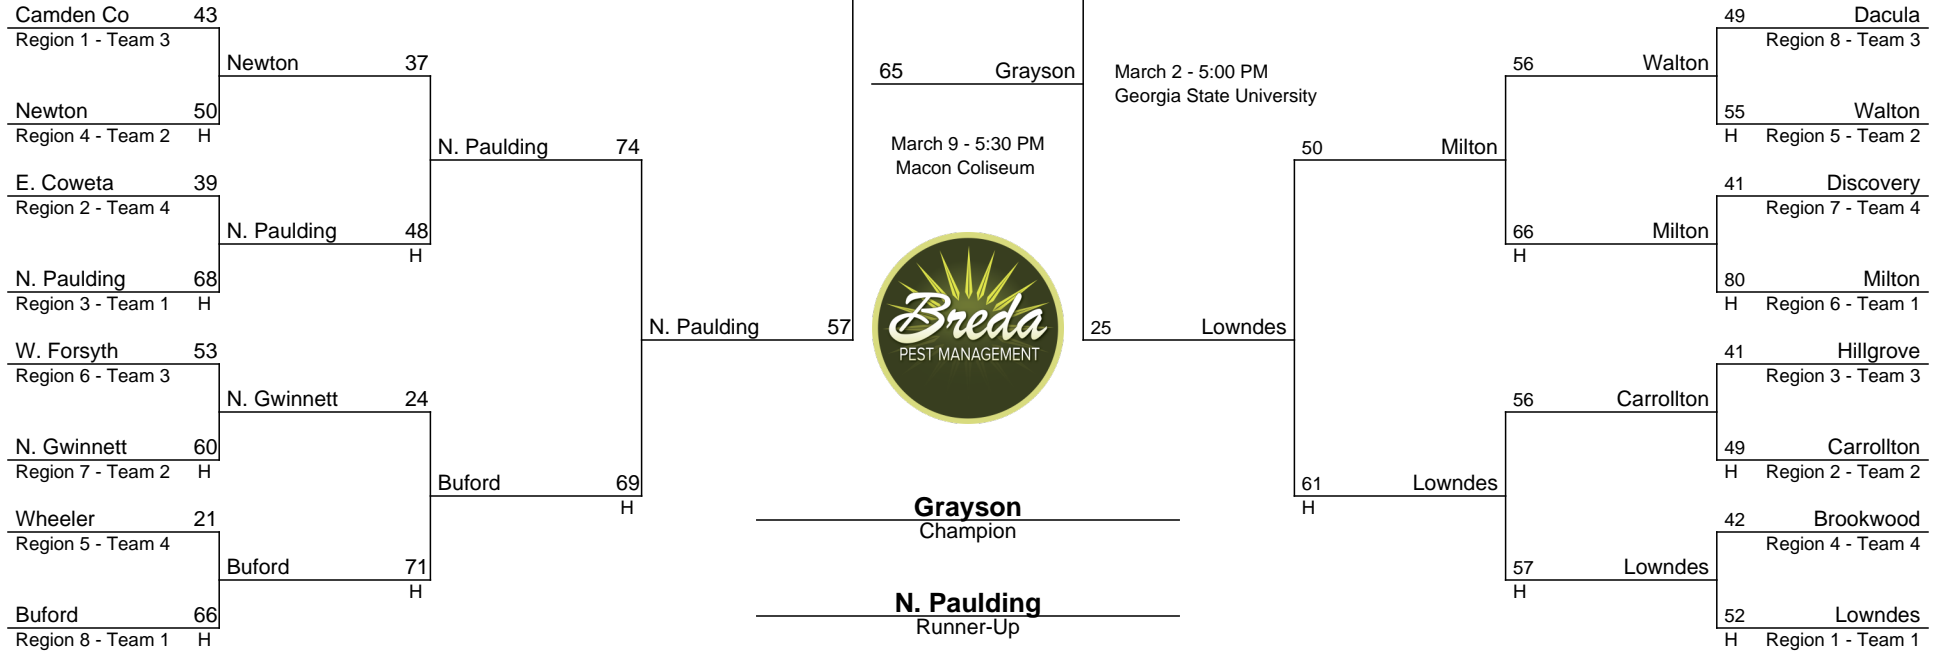 Camden Co 43
Region 1 - Team 3
Newton 37
Newton 50
Region 4 - Team 2 H
N. Paulding 74
E. Coweta 39
Region 2 - Team 4
N. Paulding 48
H
N. Paulding 68
Region 3 - Team 1 H
N. Paulding 57
W. Forsyth 53
Region 6 - Team 3
N. Gwinnett 24
N. Gwinnett 60
Region 7 - Team 2 H
Buford 69
H
Wheeler 21
Region 5 - Team 4
Buford 71
H
Buford 66
Region 8 - Team 1 H
65 Grayson
March 2 - 5:00 PM
Georgia State University
March 9 - 5:30 PM
Macon Coliseum
Breda
PEST MANAGEMENT
Grayson
Champion
N. Paulding
Runner-Up
49 Dacula
Region 8 - Team 3
56 Walton
55 Walton
H Region 5 - Team 2
50 Milton
41 Discovery
Region 7 - Team 4
66 Milton
H
80 Milton
H Region 6 - Team 1
25 Lowndes
41 Hillgrove
Region 3 - Team 3
56 Carrollton
49 Carrollton
H Region 2 - Team 2
61 Lowndes
H
42 Brookwood
Region 4 - Team 4
57 Lowndes
H
52 Lowndes
H Region 1 - Team 1